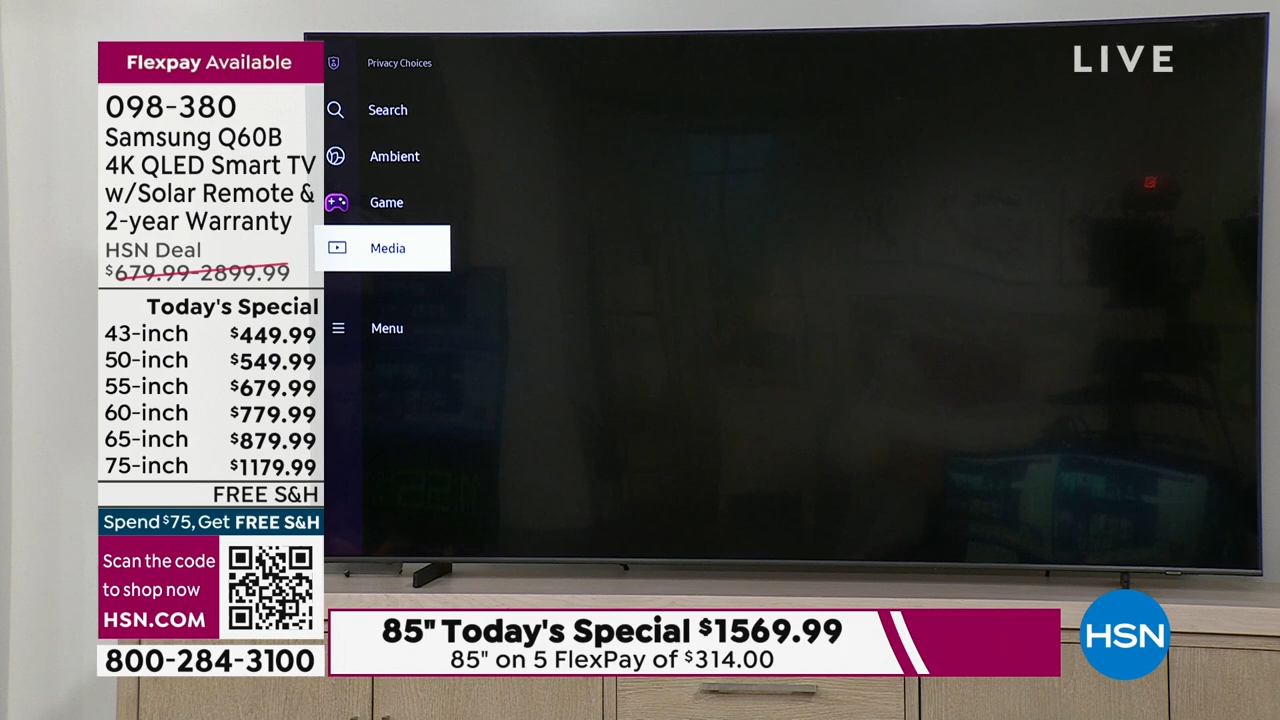 Flexpay Available
098-380
Samsung Q60B
4K QLED Smart TV
w/Solar Remote &
2-year Warranty
HSN Deal
$679.99-2899.99
Today's Special
43-inch $449.99
50-inch $549.99
55-inch $679.99
60-inch $779.99
65-inch $879.99
75-inch $1179.99
FREE S&H
Spend $75, Get FREE S&H
Scan the code
to shop now
HSN.COM
800-284-3100
Privacy Choices
Search
Ambient
Game
Media
Menu
LIVE
85" Today's Special $1569.99
85" on 5 FlexPay of $314.00
HSN